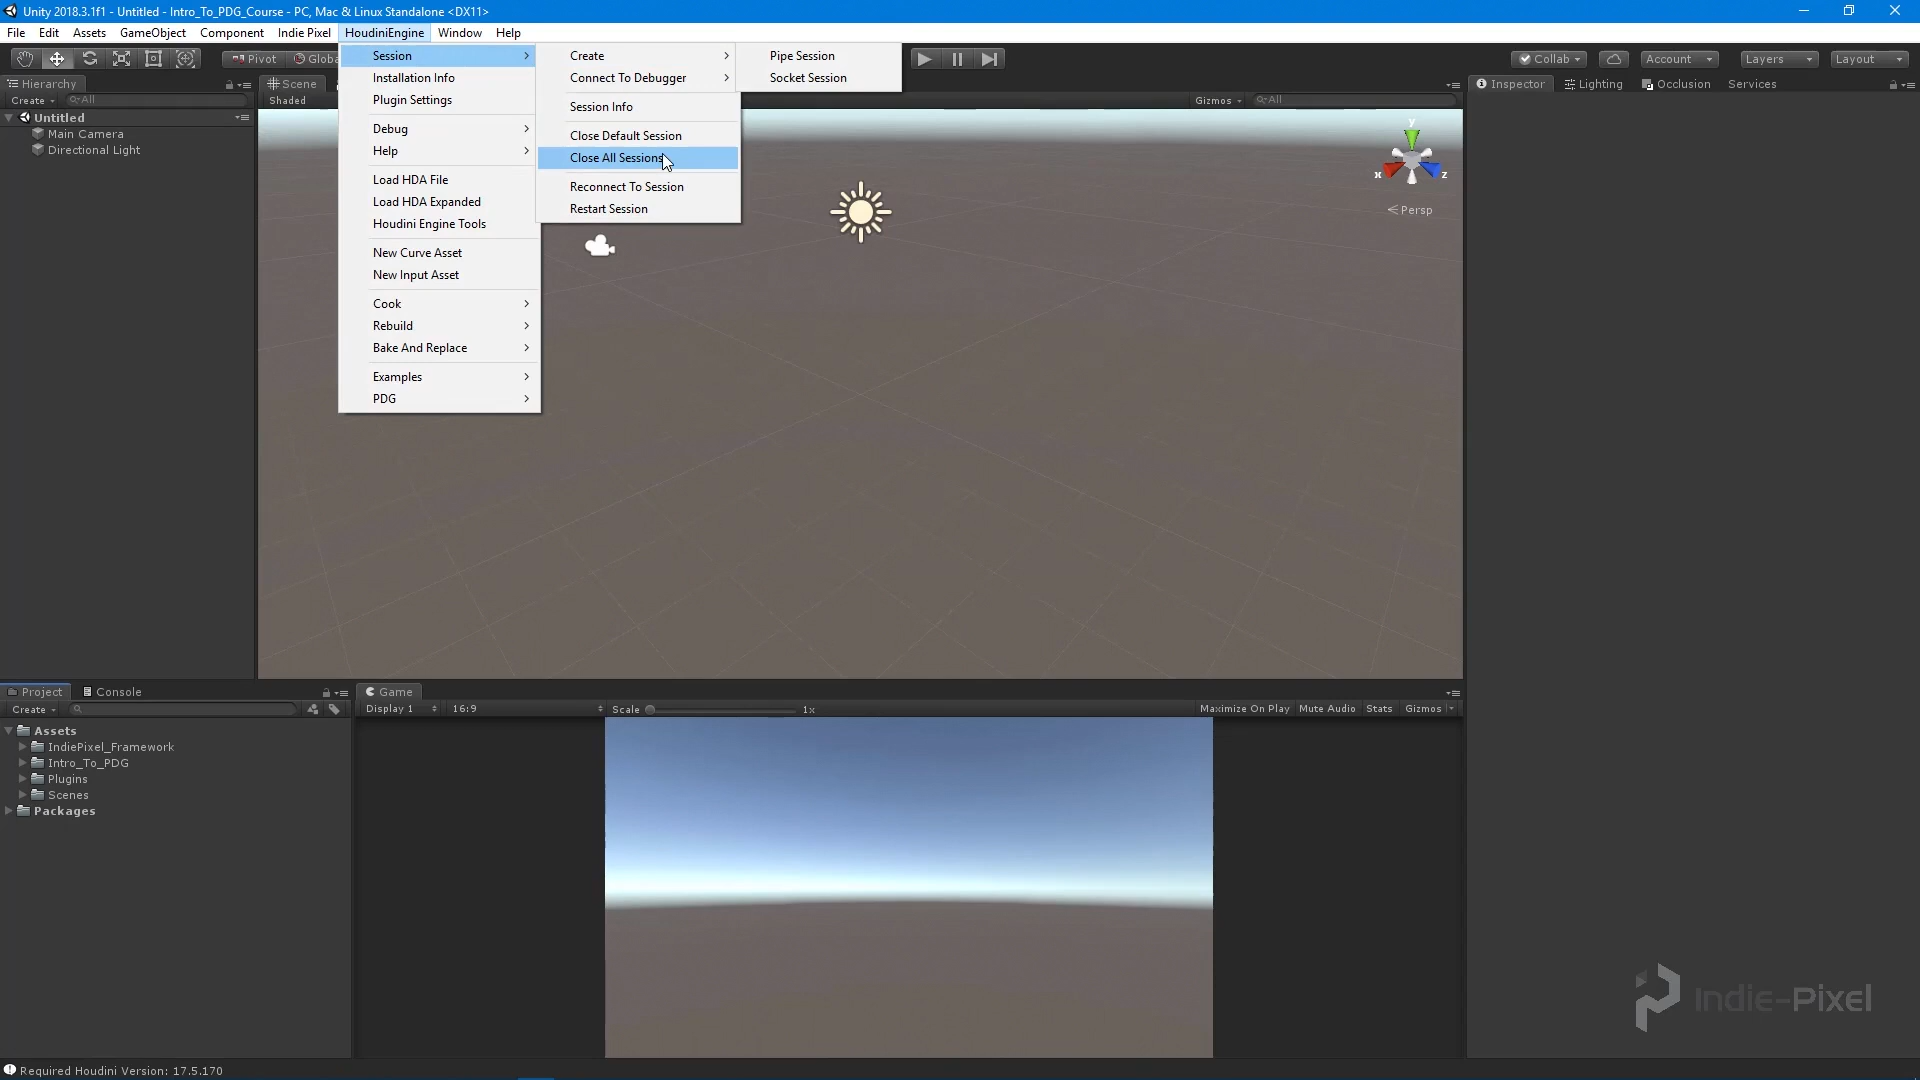 Unity 2018.3.1f1 - Untitled - Intro_To_PDG_Course - PC, Mac & Linux Standalone <DX11>
File Edit Assets GameObject Component Indie Pixel HoudiniEngine Window Help
Pivot Globa Collab Account Layers Layout
Hierarchy
Create All
Untitled
Main Camera
Directional Light
Scene
Shaded
Gizmos All
Session
Installation Info
Plugin Settings
Debug
Help
Load HDA File
Load HDA Expanded
Houdini Engine Tools
New Curve Asset
New Input Asset
Cook
Rebuild
Bake And Replace
Examples
PDG
Create
Connect To Debugger
Session Info
Close Default Session
Close All Sessions
Reconnect To Session
Restart Session
Pipe Session
Socket Session
y
x z
Persp
Inspector Lighting Occlusion Services
Project Console
Create
Assets
IndiePixel_Framework
Intro_To_PDG
Plugins
Scenes
Packages
Game
Display 1 16:9 Scale 1x Maximize On Play Mute Audio Stats Gizmos
Indie-Pixel
Required Houdini Version: 17.5.170